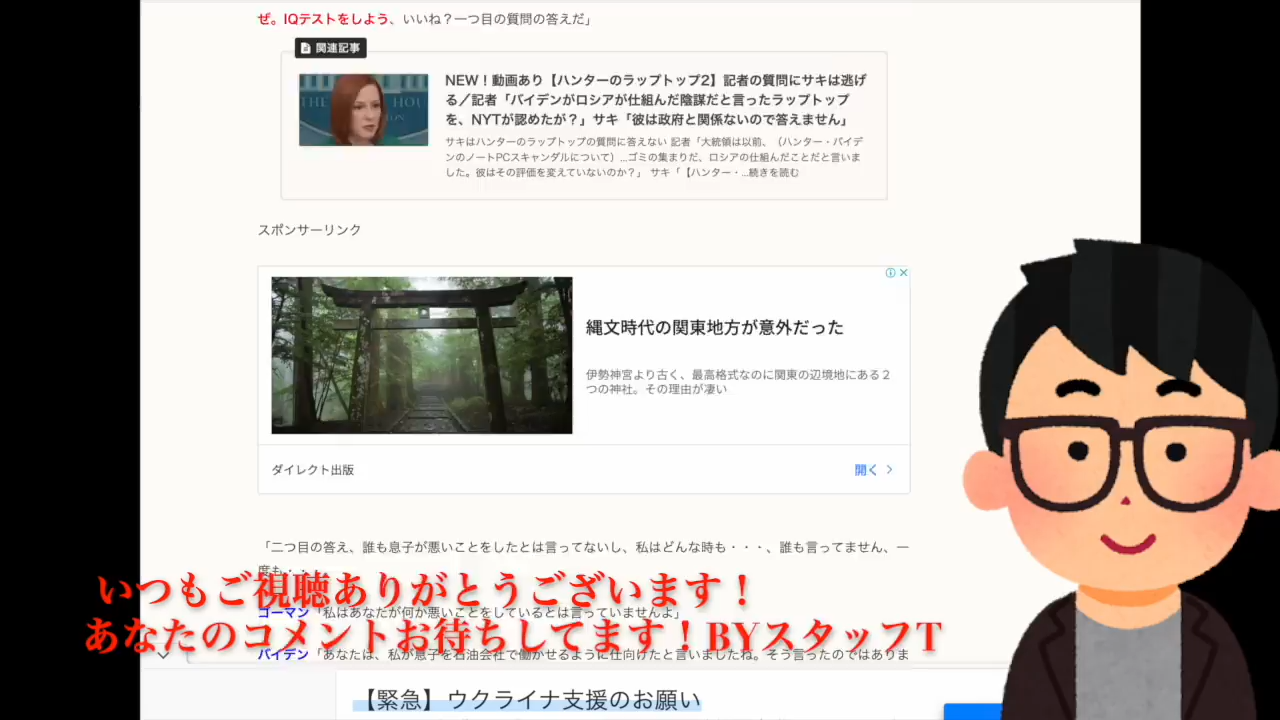 ぜ。IQテストをしよう、いいね？一つ目の質問の答えだ」
関連記事
NEW！動画あり【ハンターのラップトップ2】記者の質問にサキは逃げ
る／記者「バイデンがロシアが仕組んだ陰謀だと言ったラップトップ
を、NYTが認めたが？」サキ「彼は政府と関係ないので答えません」
サキはハンターのラップトップの質問に答えない 記者「大統領は以前、（ハンター・バイデ
ンのノートPCスキャンダルについて）...ゴミの集まりだ、ロシアの仕組んだことだと言いま
した。彼はその評価を変えていないのか？」 サキ「【ハンター・...続きを読む
スポンサーリンク
縄文時代の関東地方が意外だった
伊勢神宮より古く、最高格式なのに関東の辺境地にある２
つの神社。その理由が凄い
ダイレクト出版
開く
「二つ目の答え、誰も息子が悪いことをしたとは言ってないし、私はどんな時も・・・、誰も言ってません、一
度も・・
いつもご視聴ありがとうございます！
ゴーマン「私はあなたが何か悪いことをしているとは言っていませんよ」
あなたのコメントお待ちしてます！BYスタッフT
バイデン「あなたは、私が息子を石油会社で働かせるように仕向けたと言いましたね。そう言ったのではありま
【緊急】ウクライナ支援のお願い